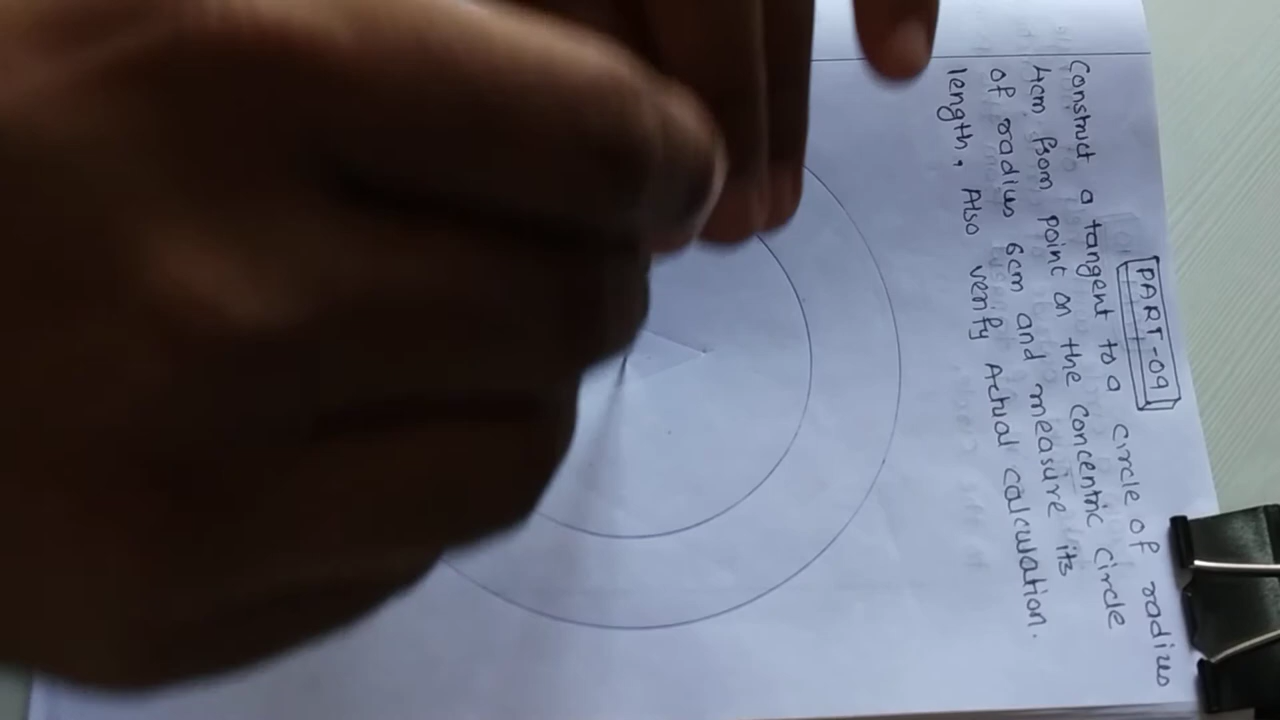 PART-09
Construct a tangent to a circle of radius
4cm from point on the concentric circle
of radius 6cm and measure its
length. Also verify Actual calculation.